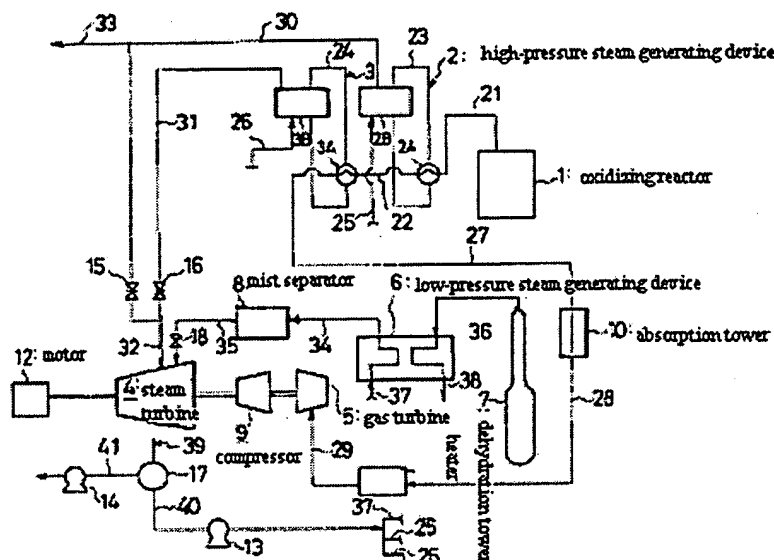 33
30
24
3
23
2: high-pressure steam generating device
21
31
26
3B
2B
34
24
1: oxidizing reactor
25
22
27
15
16
8
mist separator
6: low-pressure steam generating device
18
35
34
36
10: absorption tower
12: motor
32
4: steam
turbine
37
38
7: dehydration tower
28
5: gas turbine
9:
compressor
29
heater
39
41
17
14
40
13
37
25
26